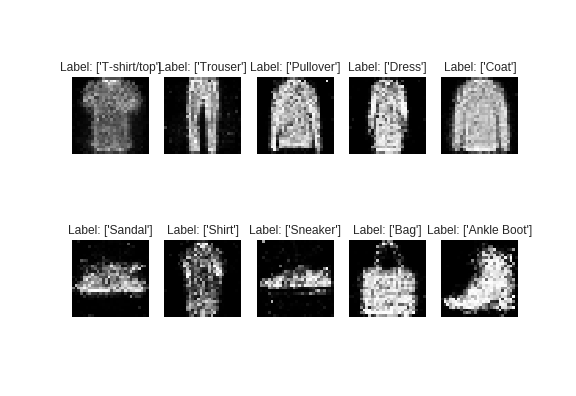 Label: ['T-shirt/top'] Label: ['Trouser'] Label: ['Pullover'] Label: ['Dress'] Label: ['Coat']
Label: ['Sandal'] Label: ['Shirt'] Label: ['Sneaker'] Label: ['Bag'] Label: ['Ankle Boot']